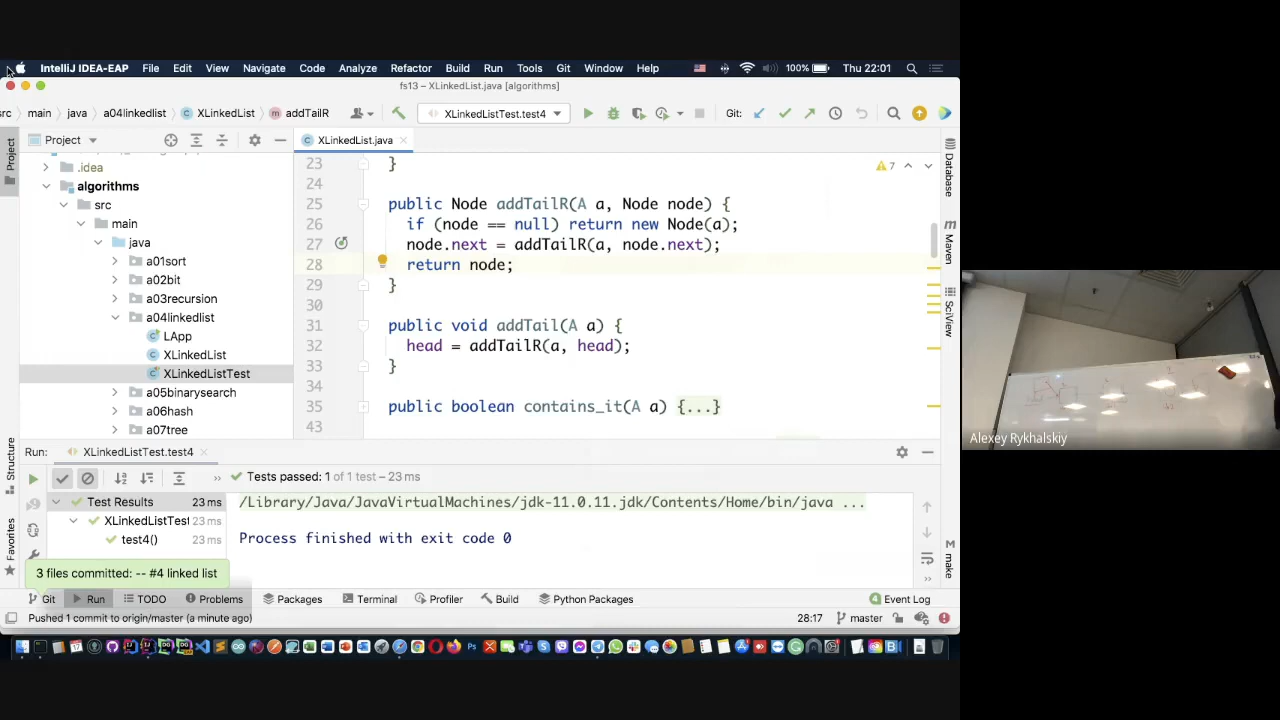 IntelliJ IDEA-EAP File Edit View Navigate Code Analyze Refactor Build Run Tools Git Window Help 100% Thu 22:01
fs13 – XLinkedList.java [algorithms]
src main java a04linkedlist XLinkedList addTailR XLinkedListTest.test4 Git:
Project
XLinkedList.java
.idea
algorithms
src
main
java
a01sort
a02bit
a03recursion
a04linkedlist
LApp
XLinkedList
XLinkedListTest
a05binarysearch
a06hash
a07tree
7
23 }
24
25 public Node addTailR(A a, Node node) {
26 if (node == null) return new Node(a);
27 node.next = addTailR(a, node.next);
28 return node;
29 }
30
31 public void addTail(A a) {
32 head = addTailR(a, head);
33 }
34
35 public boolean contains_it(A a) {...}
43
Project
Structure
Favorites
Database
Maven
SciView
make
Run: XLinkedListTest.test4
Tests passed: 1 of 1 test – 23 ms
Test Results 23 ms
XLinkedListTest 23 ms
test4() 23 ms
/Library/Java/JavaVirtualMachines/jdk-11.0.11.jdk/Contents/Home/bin/java ...
Process finished with exit code 0
3 files committed: -- #4 linked list
Git Run TODO Problems Packages Terminal Profiler Build Python Packages 4 Event Log
Pushed 1 commit to origin/master (a minute ago) 28:17 master
Alexey Rykhalskiy